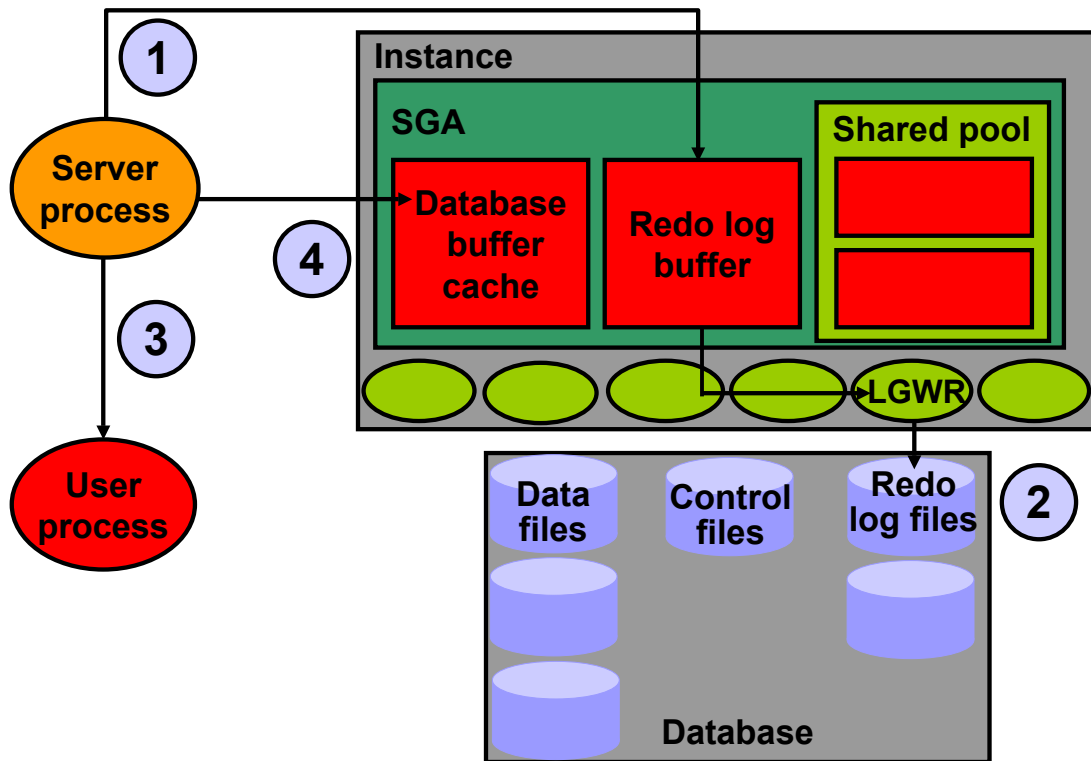 1
Instance
SGA
Shared pool
Server
process
Database
buffer
cache
Redo log
buffer
4
3
LGWR
User
process
Data
files
Control
files
Redo
log files
2
Database